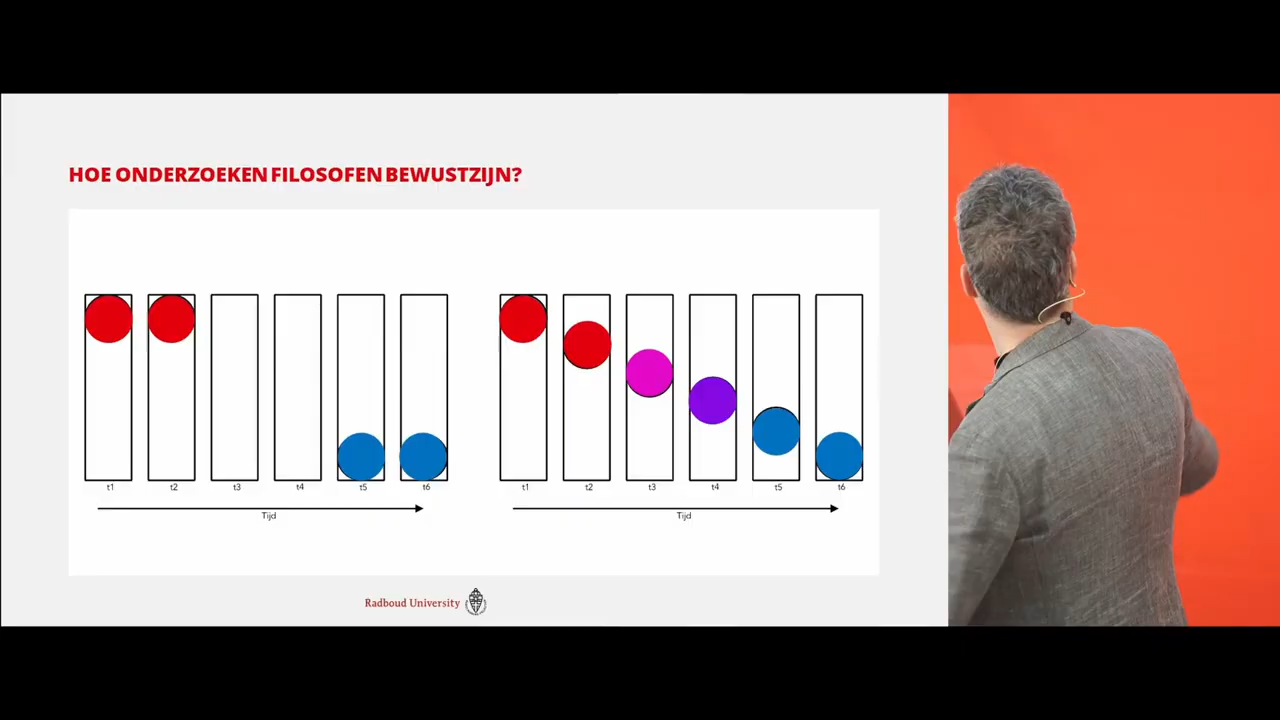 HOE ONDERZOEKEN FILOSOFEN BEWUSTZIJN?
t1 t2 t3 t4 t5 t6
Tijd
t1 t2 t3 t4 t5 t6
Tijd
Radboud University